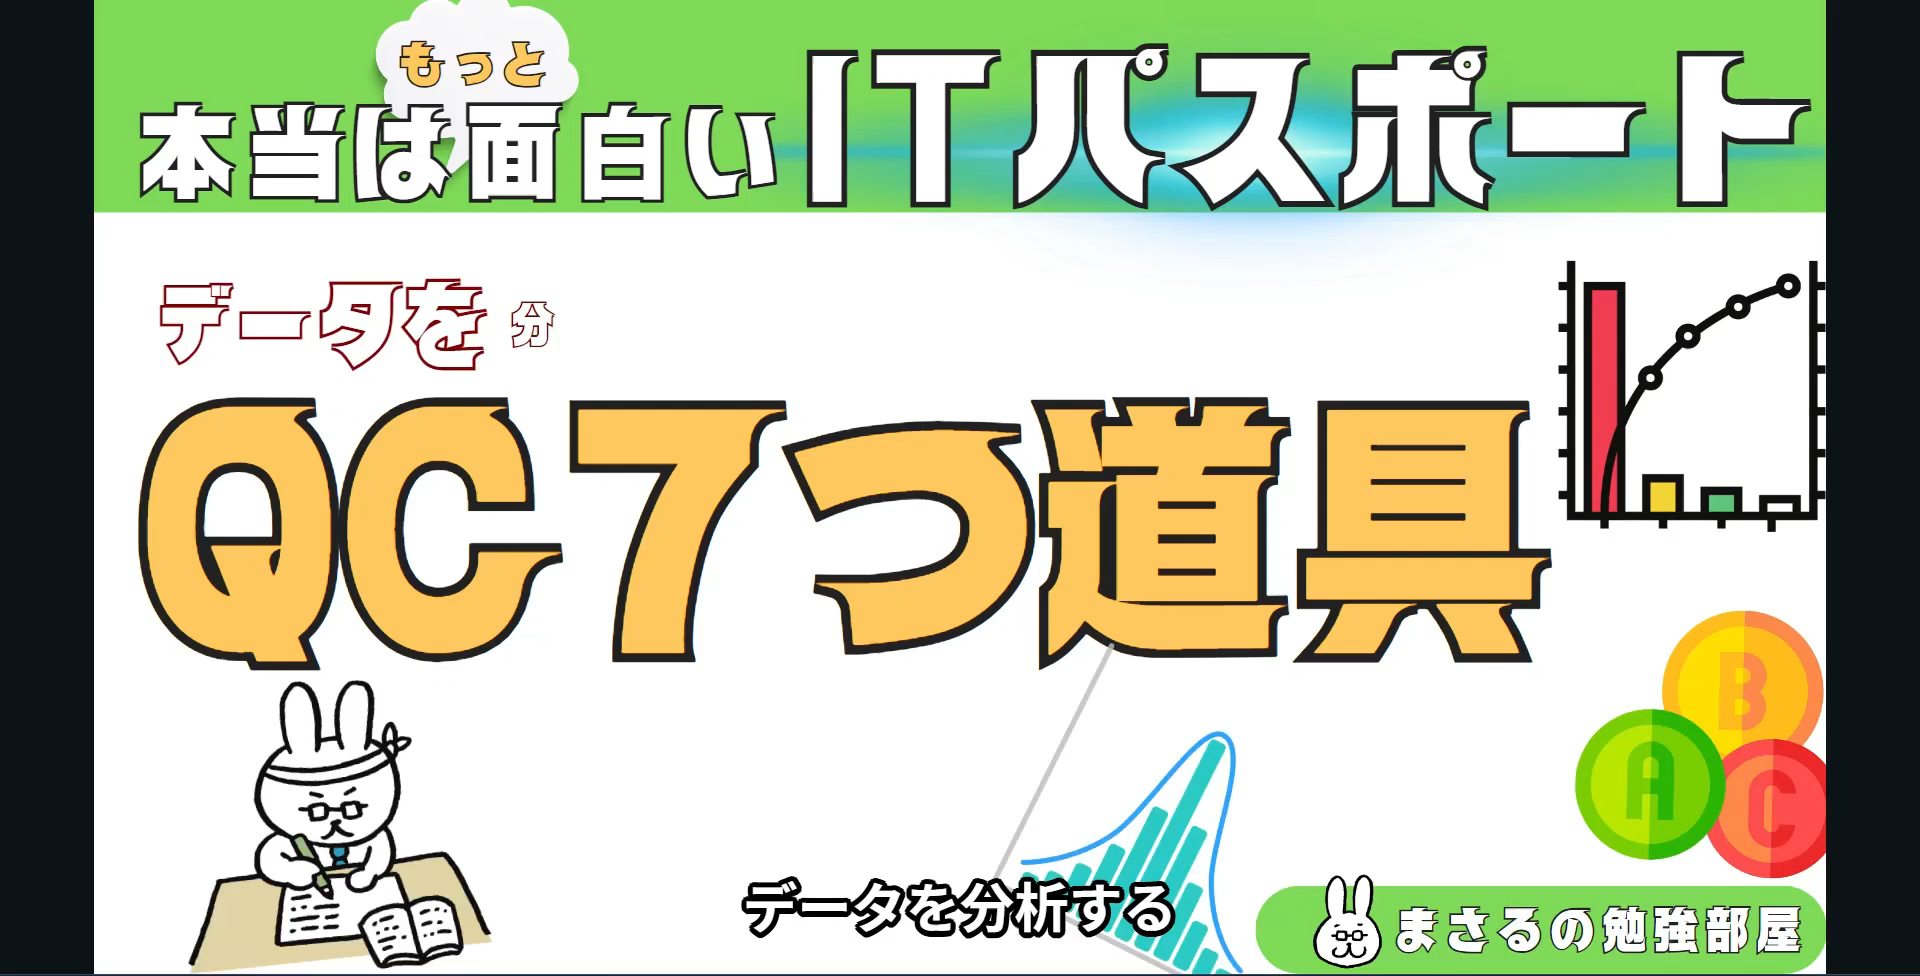 もっと
本当は面白いITパスポート
データを 分
QC7つ道具
B
A
C
データを分析する
まさるの勉強部屋